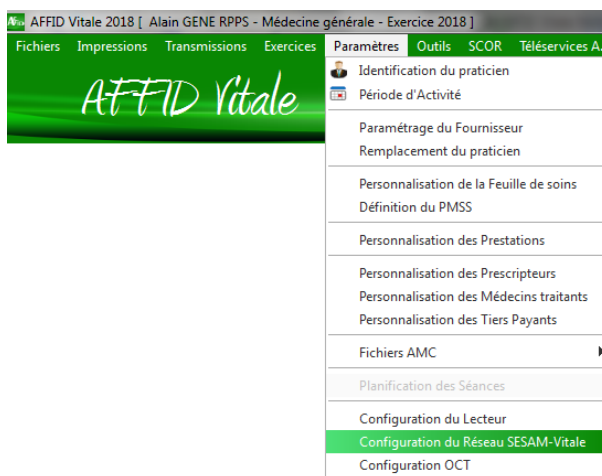 AFFID Vitale 2018 [ Alain GENE RPPS - Médecine générale - Exercice 2018 ]
Fichiers Impressions Transmissions Exercices Paramètres Outils SCOR Téléservices A
AFFID Vitale
Identification du praticien
Période d'Activité
Paramétrage du Fournisseur
Remplacement du praticien
Personnalisation de la Feuille de soins
Définition du PMSS
Personnalisation des Prestations
Personnalisation des Prescripteurs
Personnalisation des Médecins traitants
Personnalisation des Tiers Payants
Fichiers AMC
Planification des Séances
Configuration du Lecteur
Configuration du Réseau SESAM-Vitale
Configuration OCT